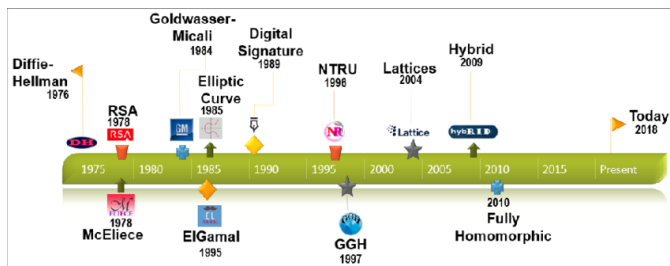 Goldwasser-
Micali
1984
Digital
Signature
1989
Diffie-
Hellman
1976
Elliptic
Curve
1985
NTRU
1996
Lattices
2004
Hybrid
2009
RSA
1978
Today
2018
DH
RSA
GM
NR
Lattice
hybRID
1975
1980
1985
1990
1995
2000
2005
2010
2015
Present
1978
McEliece
ElGamal
1995
GGH
1997
2010
Fully
Homomorphic